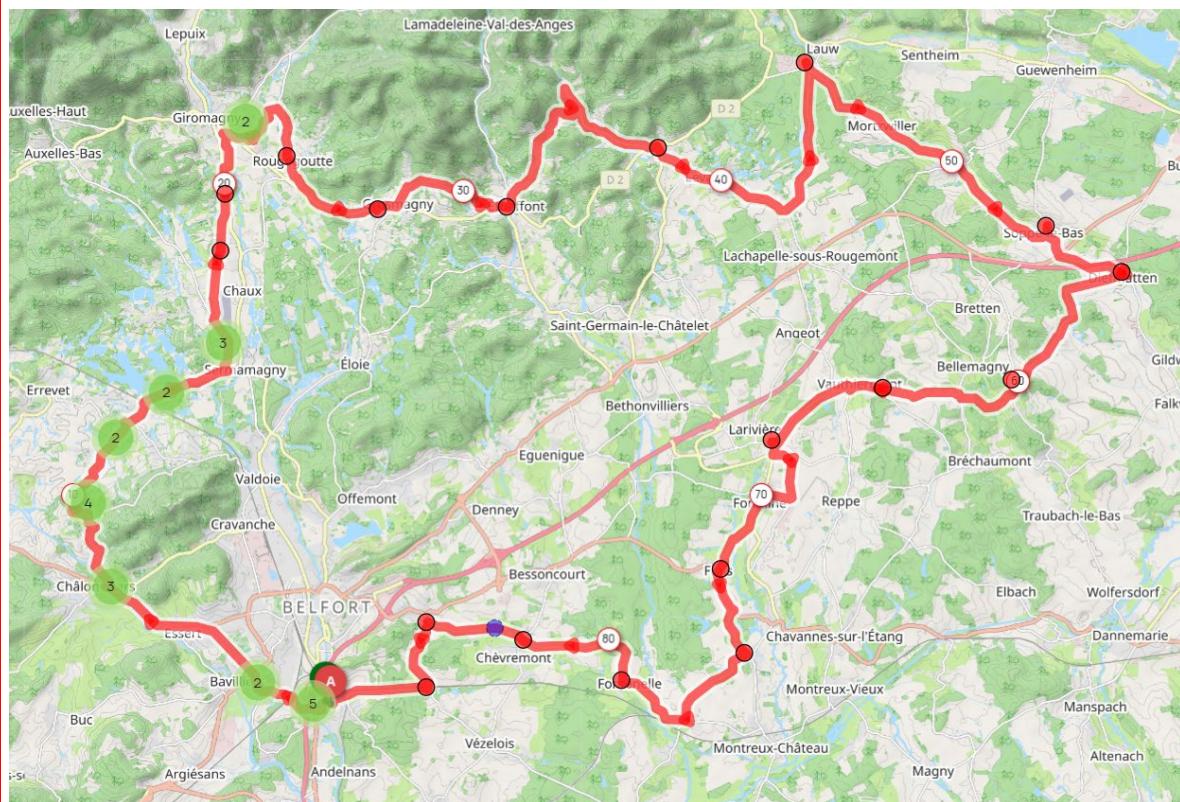 Lepuix
Lamadeleine-Val-des-Anges
Lauw
Sentheim
Guewenheim
uxelles-Haut
Giromagny
2
D 2
Auxelles-Bas
20
30
D 2
40
50
Lachapelle-sous-Rougemont
Chaux
Bretten
3
Saint-Germain-le-Châtelet
Angeot
Gildw
Errevet
2
Éloie
Bellemagny
60
Bethonvilliers
Falkw
2
Larivière
Eguenigue
Bréchaumont
Valdoie
4
Offemont
70
Reppe
Denney
Traubach-le-Bas
Cravanche
3
Bessoncourt
Elbach
Wolfersdorf
BELFORT
Essert
80
Chavannes-sur-l'Étang
Dannemarie
Chèvremont
2
A
Montreux-Vieux
5
Manspach
Buc
Vézelois
Montreux-Château
Altenach
Argiésans
Andelnans
Magny